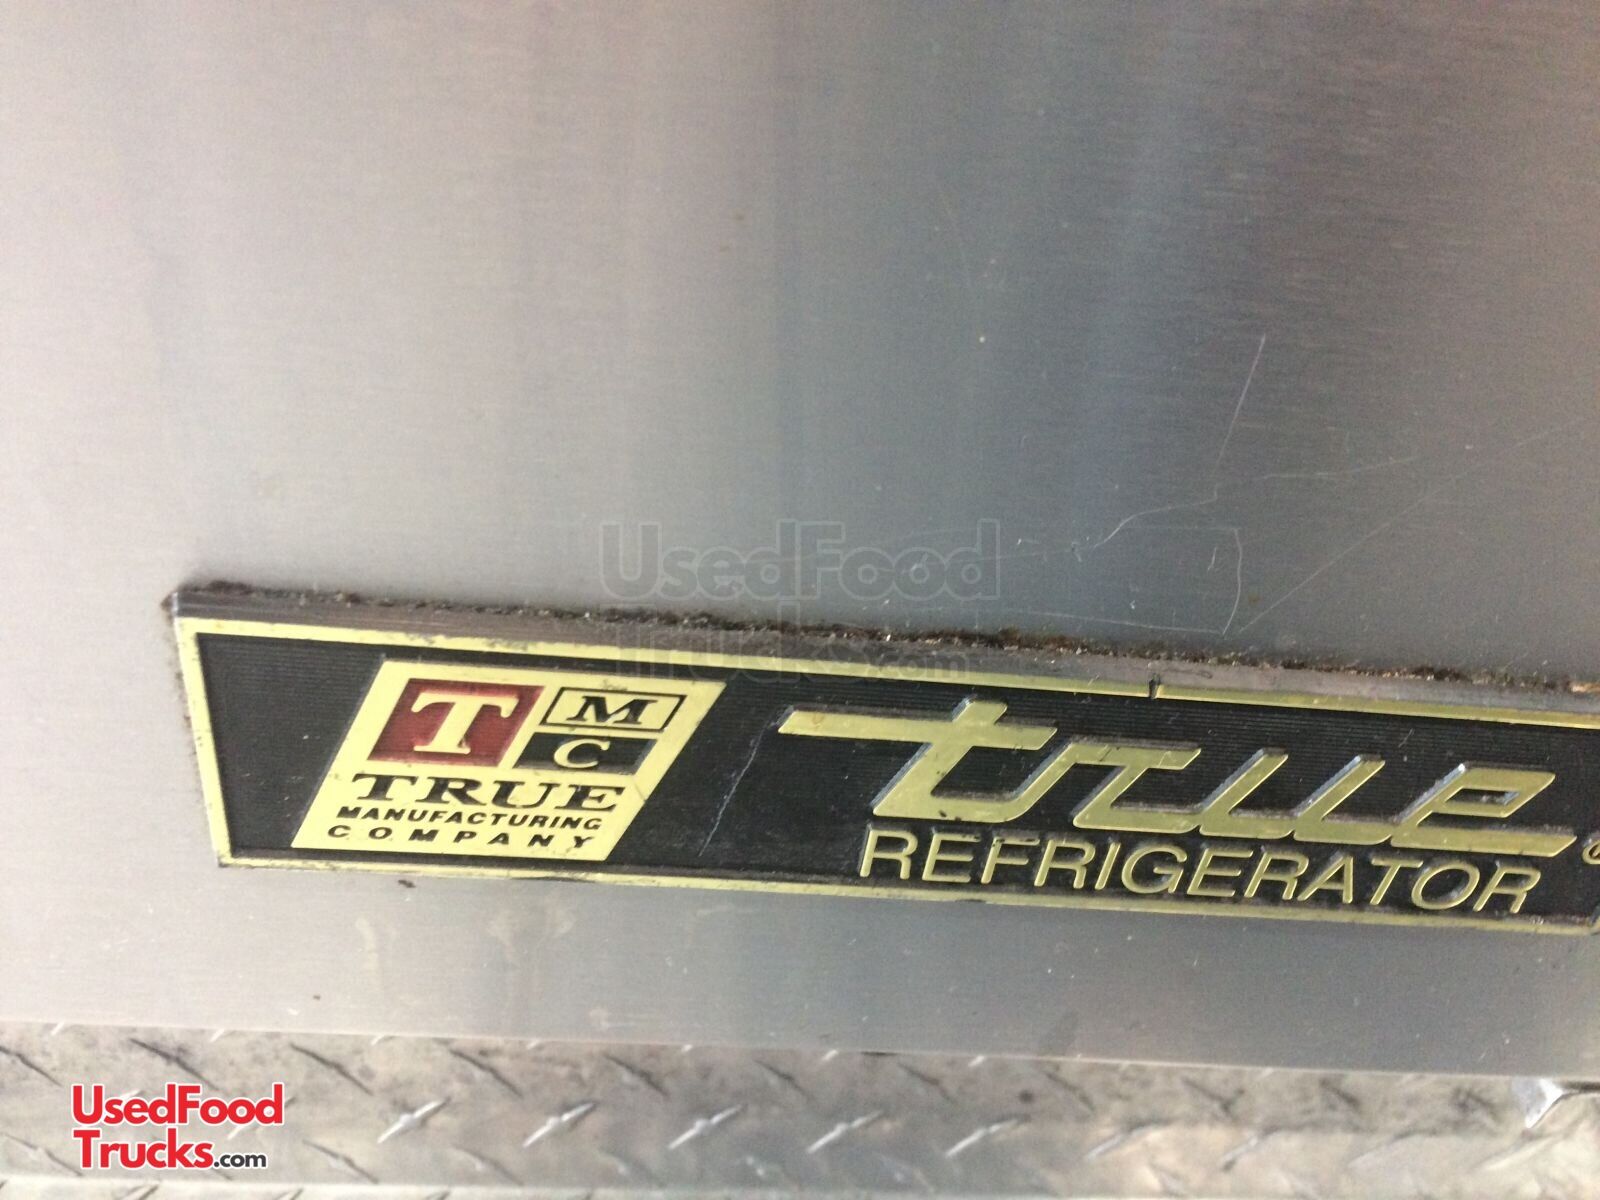 UsedFood
Trucks.com
T M
C
TRUE
MANUFACTURING
COMPANY
true
REFRIGERATOR
UsedFood
Trucks.com